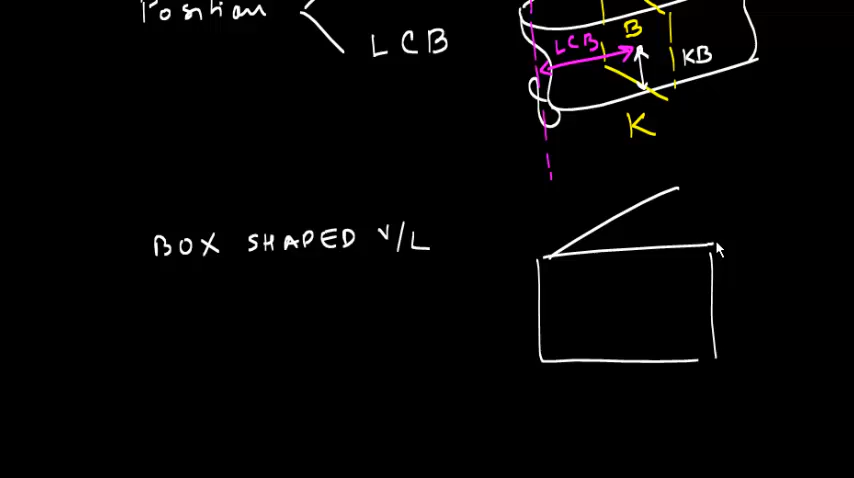 Position
LCB
LCB
B
KB
K
BOX SHAPED V/L